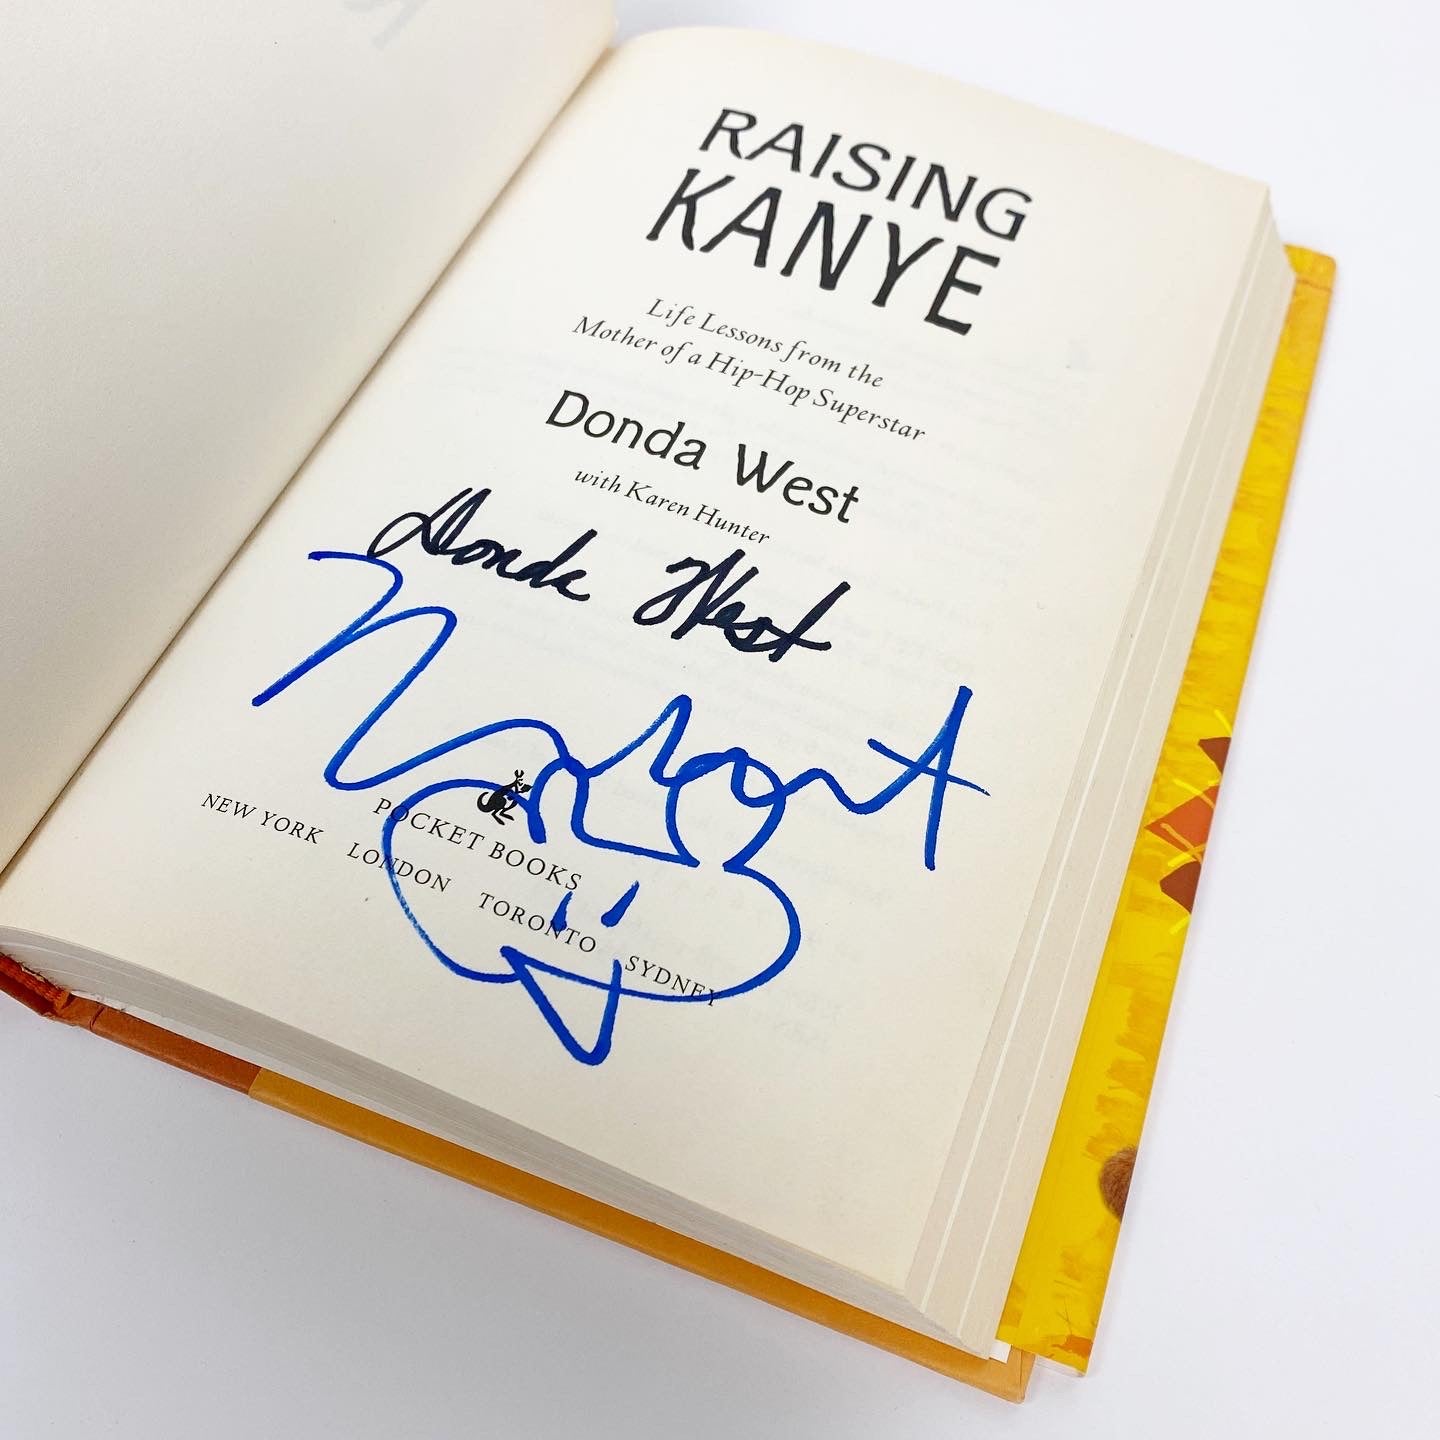 RAISING
KANYE
Life Lessons from the
Mother of a Hip-Hop Superstar
Donda West
with Karen Hunter
Donda West
POCKET BOOKS
NEW YORK LONDON TORONTO SYDNEY